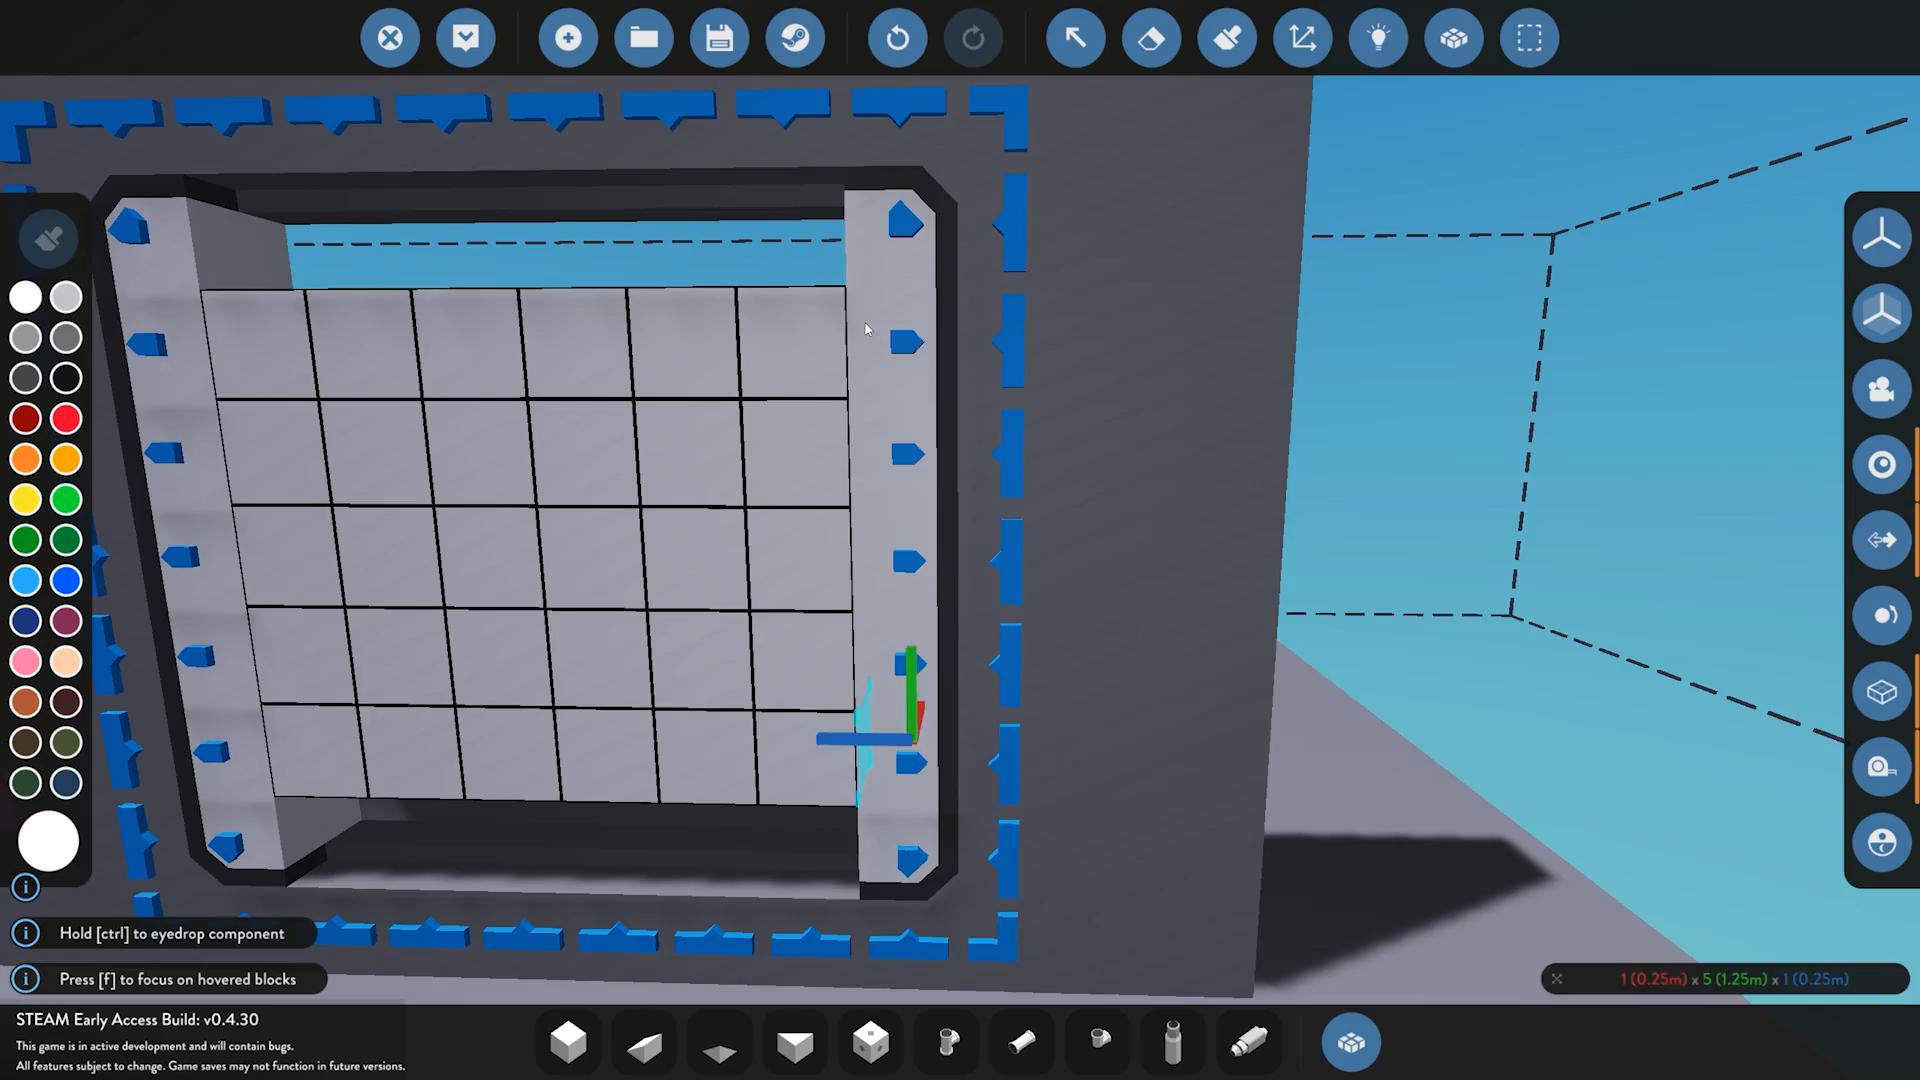 Hold [ctrl] to eyedrop component
Press [f] to focus on hovered blocks
1 (0.25m) x 5 (1.25m) x 1 (0.25m)
STEAM Early Access Build: v0.4.30
This game is in active development and will contain bugs.
All features subject to change. Game saves may not function in future versions.